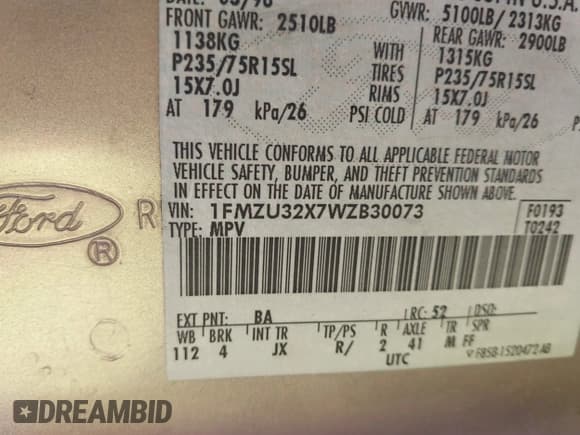 FRONT GAWR: 2510LB
1138KG
P235/75R15SL
15X7.0J
AT 179 kPa/26
GVWR: 5100LB/ 2313KG
REAR GAWR: 2900LB
WITH 1315KG
TIRES P235/75R15SL
RIMS 15X7.0J
PSI COLD AT 179 kPa/26 PSI
THIS VEHICLE CONFORMS TO ALL APPLICABLE FEDERAL MOTOR
VEHICLE SAFETY, BUMPER, AND THEFT PREVENTION STANDARDS
IN EFFECT ON THE DATE OF MANUFACTURE SHOWN ABOVE.
VIN: 1FMZU32X7WZB30073 F0193
TYPE: MPV T0242
Ford ®
EXT PNT: BA RC: 52 DSO:
WB BRK INT TR TP/PS R AXLE TR SPR
112 4 JX R/ 2 41 M FF
UTC F85B-1520472-AB
DREAMBID